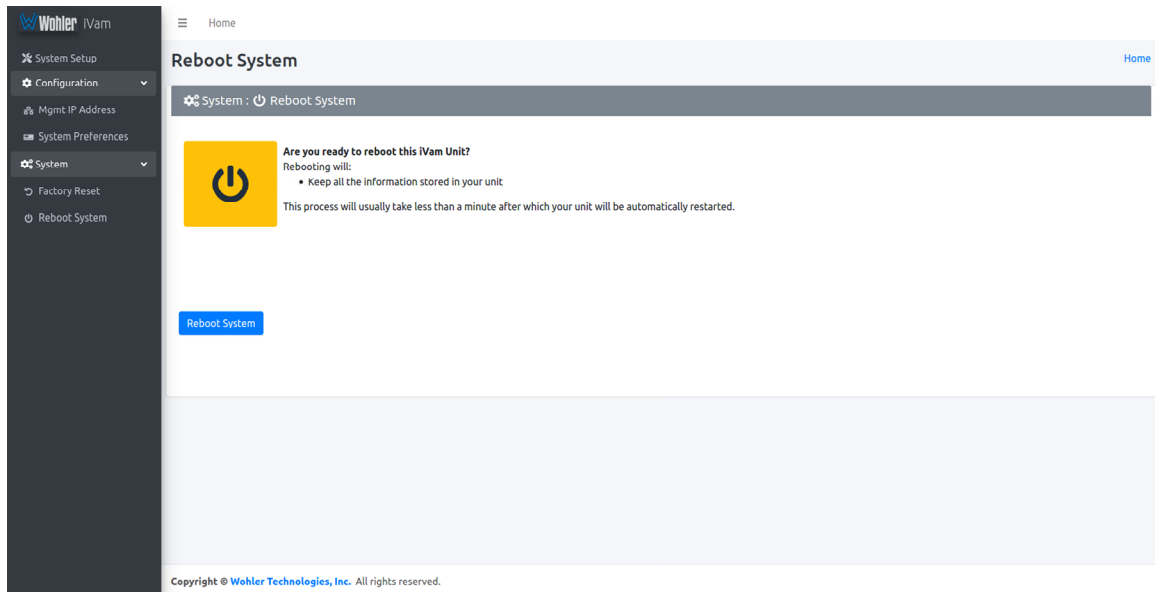 Wohler iVam
Home
System Setup
Configuration
Mgmt IP Address
System Preferences
System
Factory Reset
Reboot System
Reboot System
Home
System : Reboot System
Are you ready to reboot this iVam Unit?
Rebooting will:
• Keep all the information stored in your unit
This process will usually take less than a minute after which your unit will be automatically restarted.
Reboot System
Copyright © Wohler Technologies, Inc. All rights reserved.